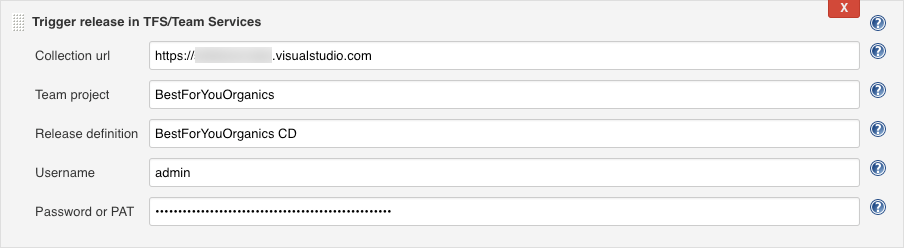 X
Trigger release in TFS/Team Services
Collection url https:// .visualstudio.com
Team project BestForYouOrganics
Release definition BestForYouOrganics CD
Username admin
Password or PAT